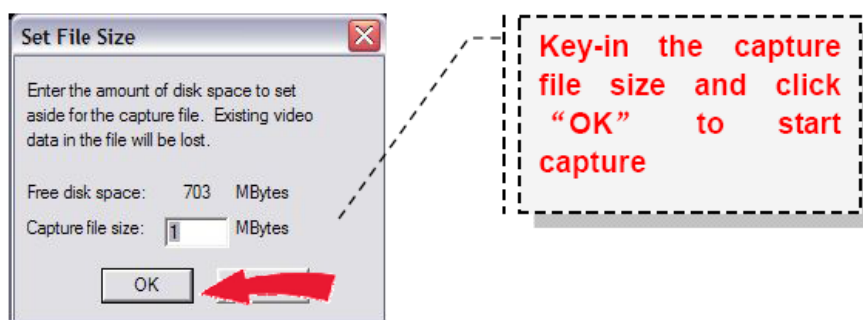 Set File Size
Enter the amount of disk space to set
aside for the capture file. Existing video
data in the file will be lost.
Free disk space: 703 MBytes
Capture file size: 1 MBytes
OK
Key-in the capture
file size and click
“OK” to start
capture